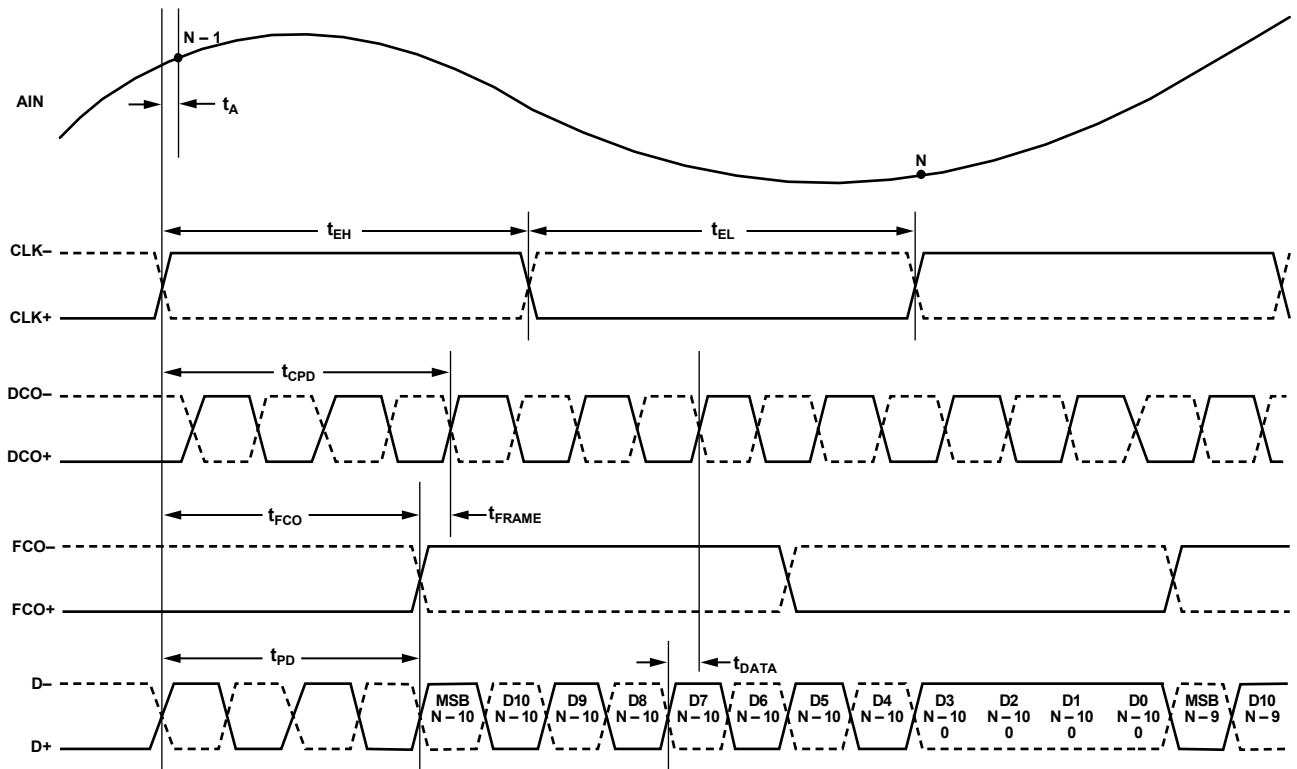 N – 1
AIN
tA
N
tEH
tEL
CLK–
CLK+
tCPD
DCO–
DCO+
tFCO
tFRAME
FCO–
FCO+
tPD
tDATA
D–
D+
MSB D10 D9 D8 D7 D6 D5 D4 D3 D2 D1 D0 MSB D10
N – 10 N – 10 N – 10 N – 10 N – 10 N – 10 N – 10 N – 10 N – 10 N – 10 N – 10 N – 10 N – 9 N – 9
0 0 0 0